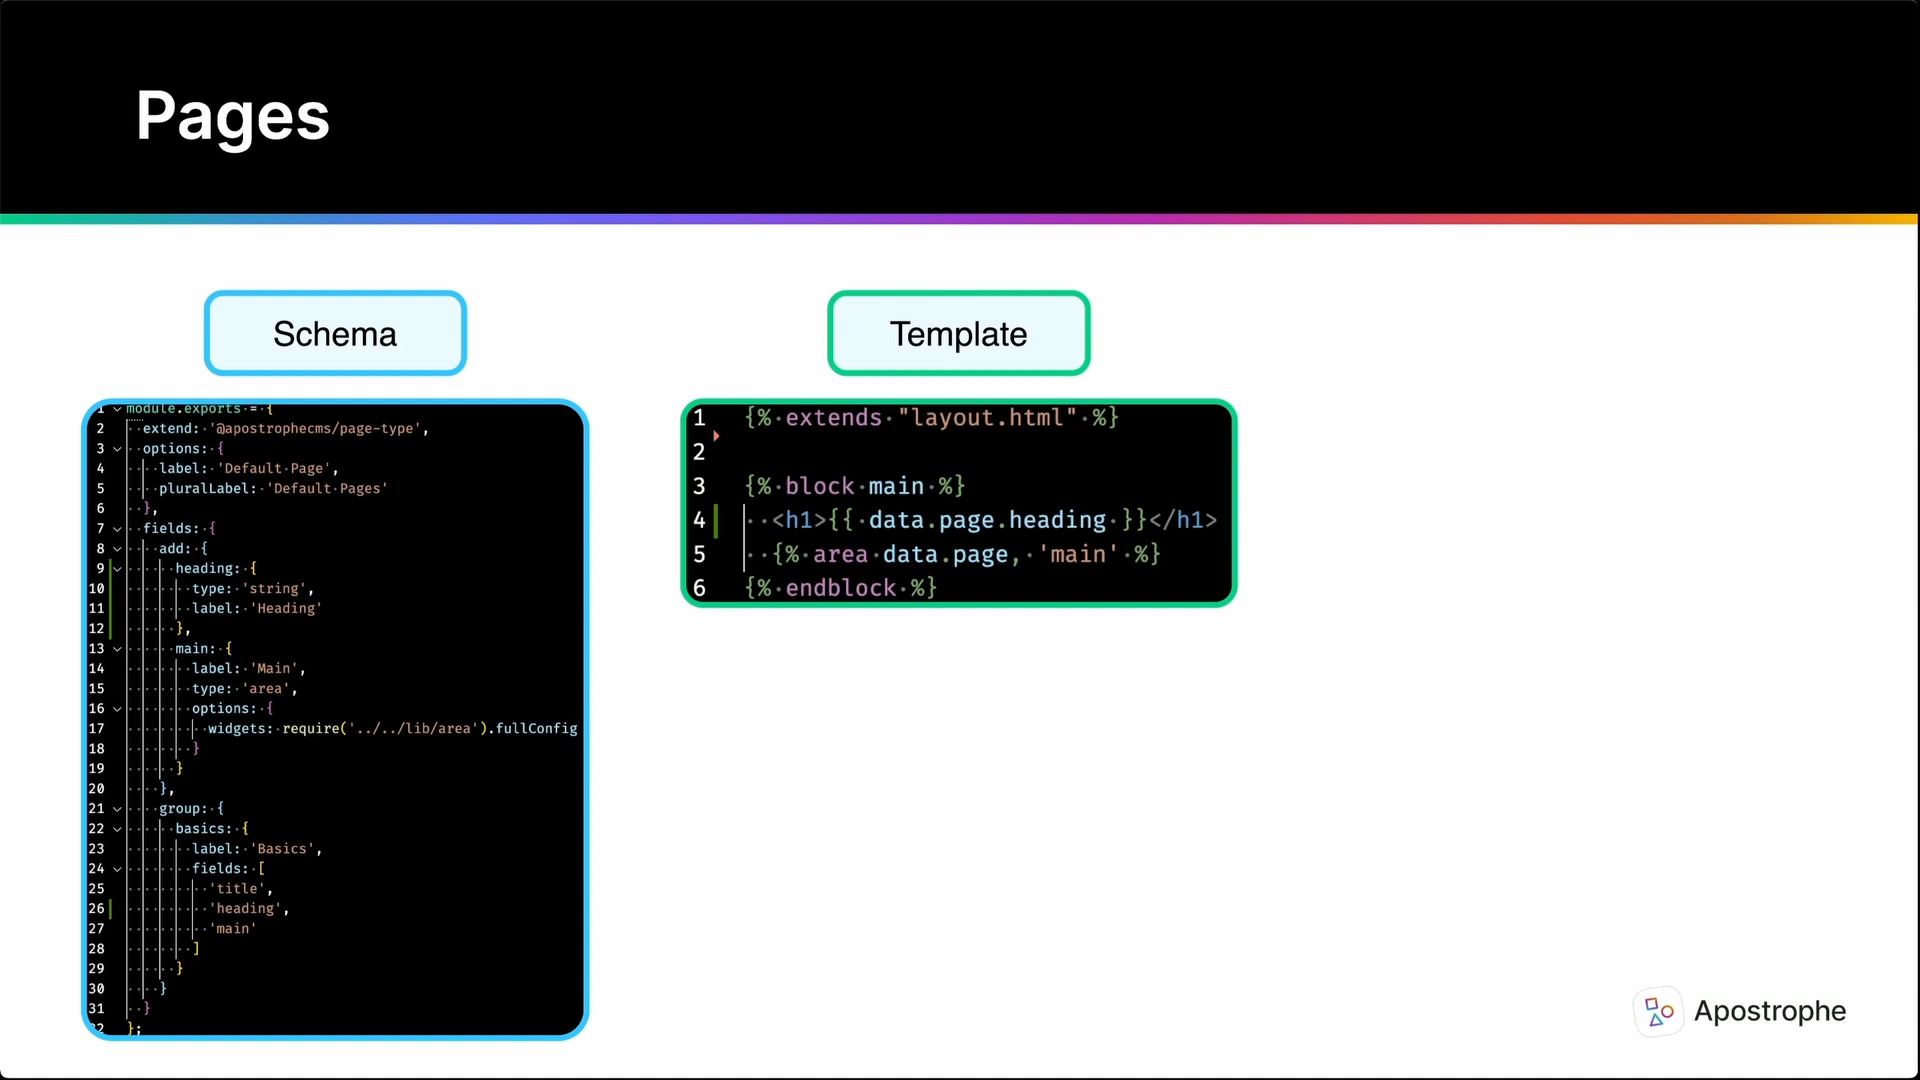 Pages
Schema
1 module.exports = {
2   extend: '@apostrophecms/page-type',
3   options: {
4     label: 'Default Page',
5     pluralLabel: 'Default Pages'
6   },
7   fields: {
8     add: {
9       heading: {
10         type: 'string',
11         label: 'Heading'
12       },
13       main: {
14         label: 'Main',
15         type: 'area',
16         options: {
17           widgets: require('../../lib/area').fullConfig
18         }
19       }
20     },
21     group: {
22       basics: {
23         label: 'Basics',
24         fields: [
25           'title',
26           'heading',
27           'main'
28         ]
29       }
30     }
31   }
32 };
Template
1 {% extends "layout.html" %}
2
3 {% block main %}
4   <h1>{{ data.page.heading }}</h1>
5   {% area data.page, 'main' %}
6 {% endblock %}
Apostrophe